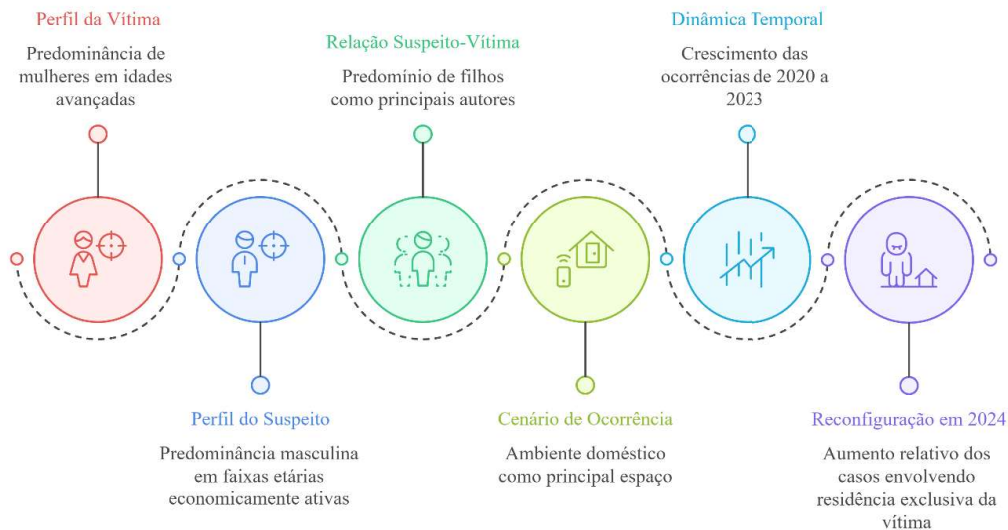 Perfil da Vítima
Predominância de
mulheres em idades
avançadas
Perfil do Suspeito
Predominância masculina
em faixas etárias
economicamente ativas
Relação Suspeito-Vítima
Predomínio de filhos
como principais autores
Cenário de Ocorrência
Ambiente doméstico
como principal espaço
Dinâmica Temporal
Crescimento das
ocorrências de 2020 a
2023
Reconfiguração em 2024
Aumento relativo dos
casos envolvendo
residência exclusiva da
vítima